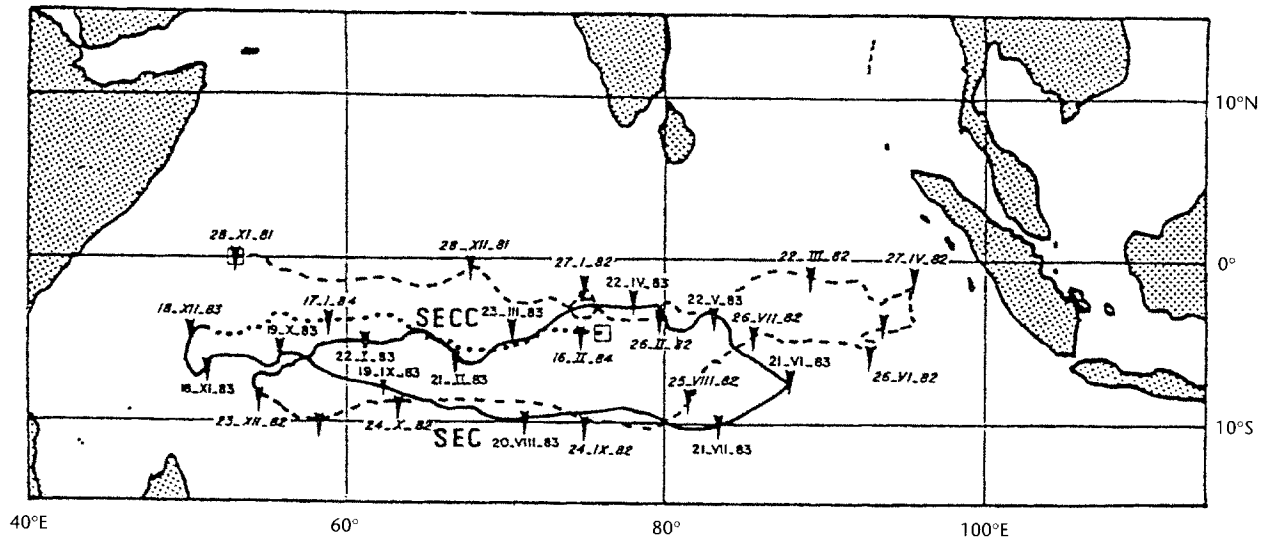 10°N
28_XI_81
28_XII_81
27_I_82
22_III_82
27_IV_82
0°
22_IV_83
18_XII_83
17_I_84
SECC
23_III_83
22_V_83
26_VII_82
19_X_83
22_I_83
16_II_84
26_II_82
18_XI_83
19_IX_83
21_II_83
25_VIII_82
21_VI_83
26_VI_82
23_XII_82
24_X_82
SEC
20_VIII_83
24_IX_82
21_VII_83
10°S
40°E
60°
80°
100°E